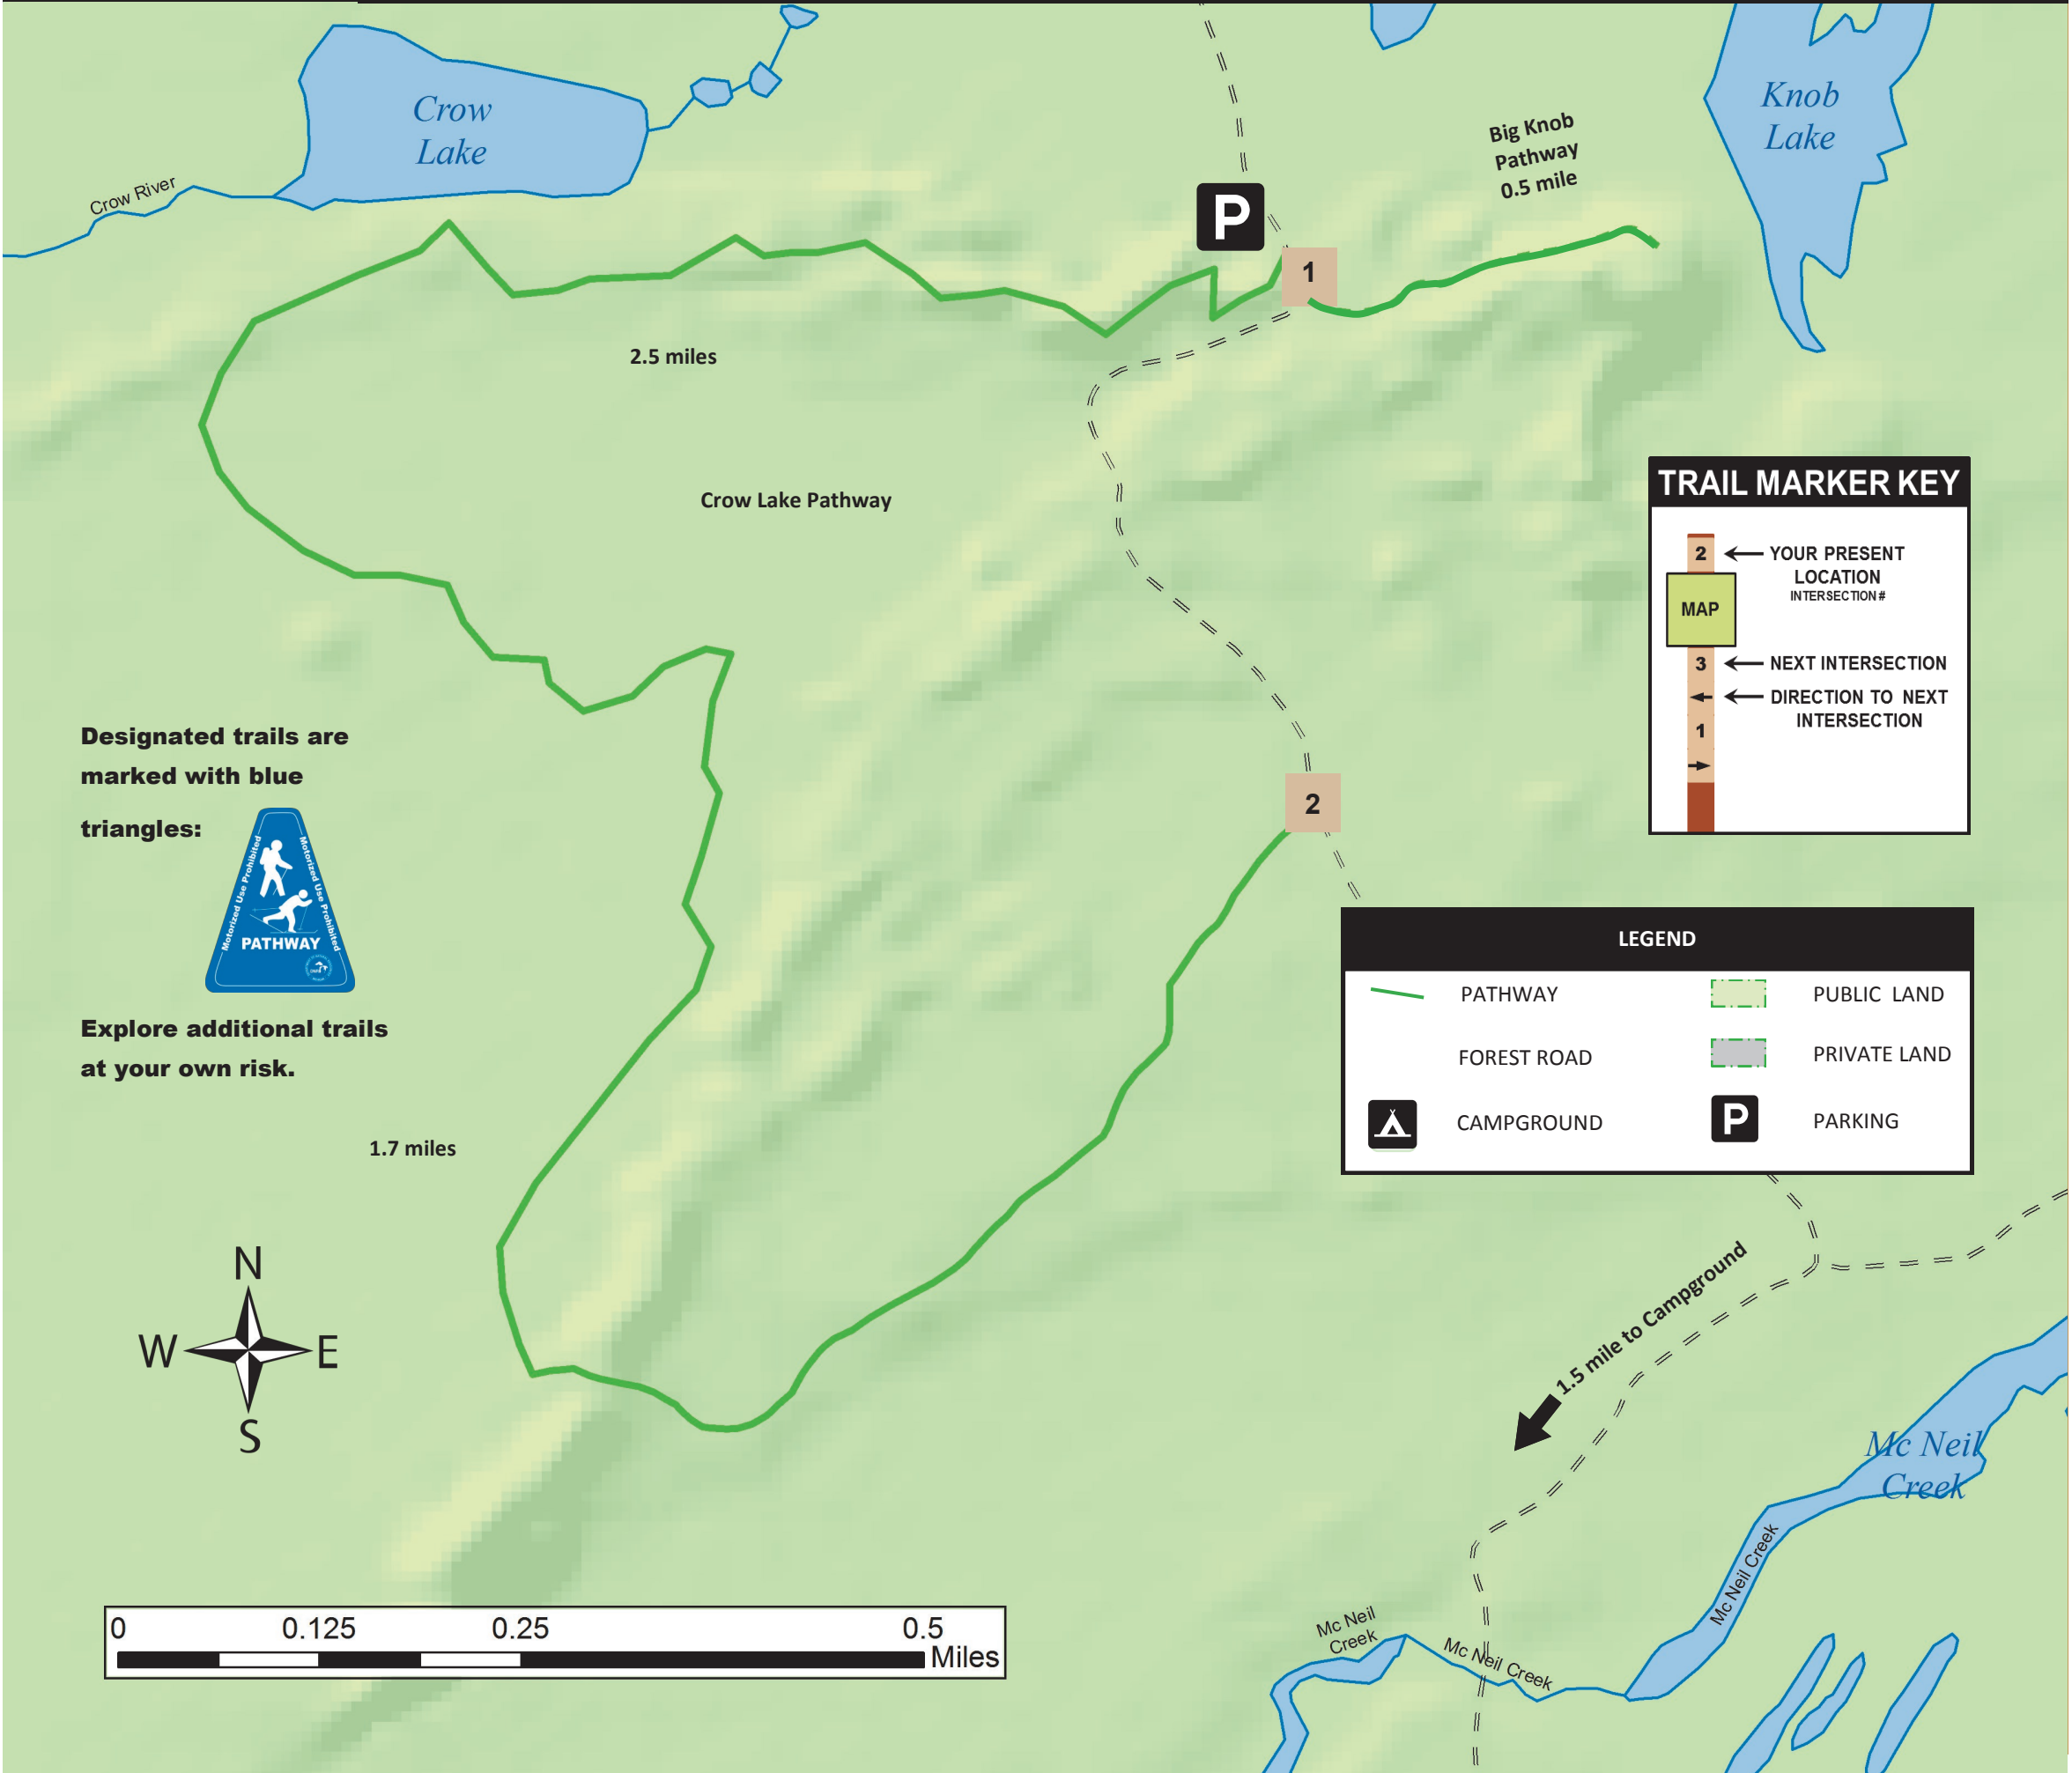 Crow
Lake
Crow River
Knob
Lake
Big Knob
Pathway
0.5 mile
P
1
2.5 miles
Crow Lake Pathway
TRAIL MARKER KEY
2
YOUR PRESENT
LOCATION
INTERSECTION #
MAP
3
NEXT INTERSECTION
DIRECTION TO NEXT
INTERSECTION
1
2
Designated trails are
marked with blue
triangles:
Motorized Use Prohibited
Motorized Use Prohibited
PATHWAY
Explore additional trails
at your own risk.
LEGEND
PATHWAY
PUBLIC LAND
FOREST ROAD
PRIVATE LAND
CAMPGROUND
P
PARKING
1.7 miles
N
W
E
S
1.5 mile to Campground
Mc Neil
Creek
Mc Neil Creek
Mc Neil
Creek
Mc Neil Creek
0
0.125
0.25
0.5
Miles